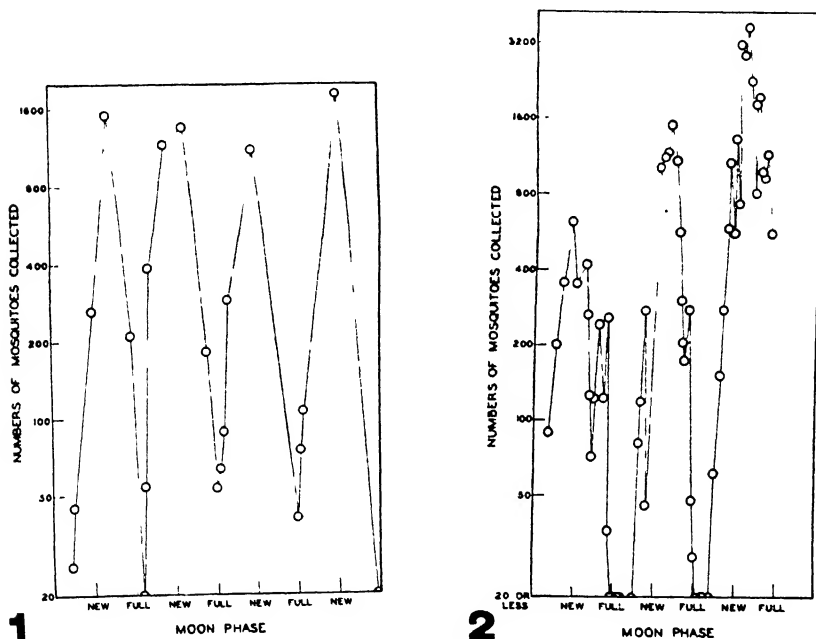 NUMBERS OF MOSQUITOES COLLECTED
1600
800
400
200
100
50
20
NEW FULL NEW FULL NEW FULL NEW
MOON PHASE
1
NUMBERS OF MOSQUITOES COLLECTED
3200
1600
800
400
200
100
50
20 OR
LESS
NEW FULL NEW FULL NEW FULL
MOON PHASE
2